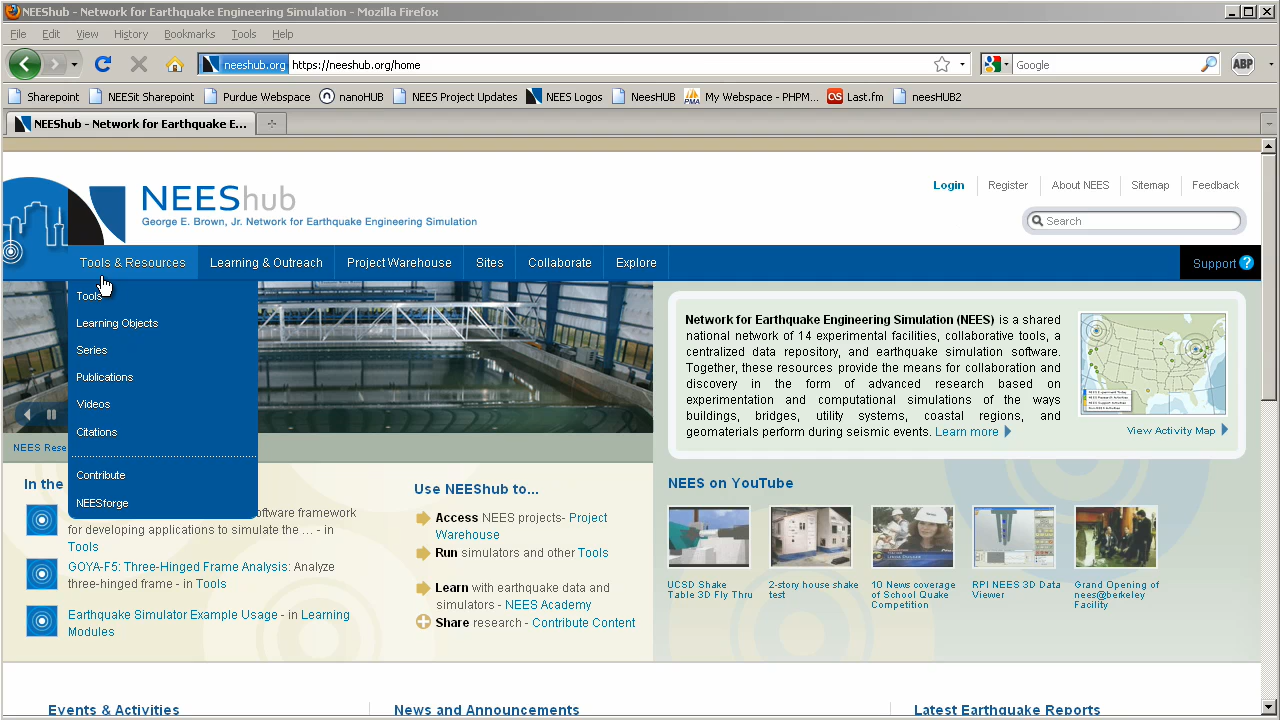 NEEShub - Network for Earthquake Engineering Simulation - Mozilla Firefox
File Edit View History Bookmarks Tools Help
neeshub.org https://neeshub.org/home
Google
ABP
Sharepoint NEESit Sharepoint Purdue Webspace nanoHUB NEES Project Updates NEES Logos NeesHUB My Webspace - PHPM... Last.fm neesHUB2
NEEShub - Network for Earthquake E...
NEEShub
George E. Brown, Jr. Network for Earthquake Engineering Simulation
Login Register About NEES Sitemap Feedback
Search
Tools & Resources Learning & Outreach Project Warehouse Sites Collaborate Explore Support ?
Tools
Learning Objects
Series
Publications
Videos
Citations
Contribute
NEESforge
NEES Rese
Network for Earthquake Engineering Simulation (NEES) is a shared
national network of 14 experimental facilities, collaborative tools, a
centralized data repository, and earthquake simulation software.
Together, these resources provide the means for collaboration and
discovery in the form of advanced research based on
experimentation and computational simulations of the ways
buildings, bridges, utility systems, coastal regions, and
geomaterials perform during seismic events. Learn more
View Activity Map
In the
oftware framework
for developing applications to simulate the ... - in
Tools
GOYA-F5: Three-Hinged Frame Analysis: Analyze
three-hinged frame - in Tools
Earthquake Simulator Example Usage - in Learning
Modules
Use NEEShub to...
Access NEES projects- Project
Warehouse
Run simulators and other Tools
Learn with earthquake data and
simulators - NEES Academy
Share research - Contribute Content
NEES on YouTube
UCSD Shake
Table 3D Fly Thru
2-story house shake
test
10 News coverage
of School Quake
Competition
RPI NEES 3D Data
Viewer
Grand Opening of
nees@berkeley
Facility
Events & Activities
News and Announcements
Latest Earthquake Reports